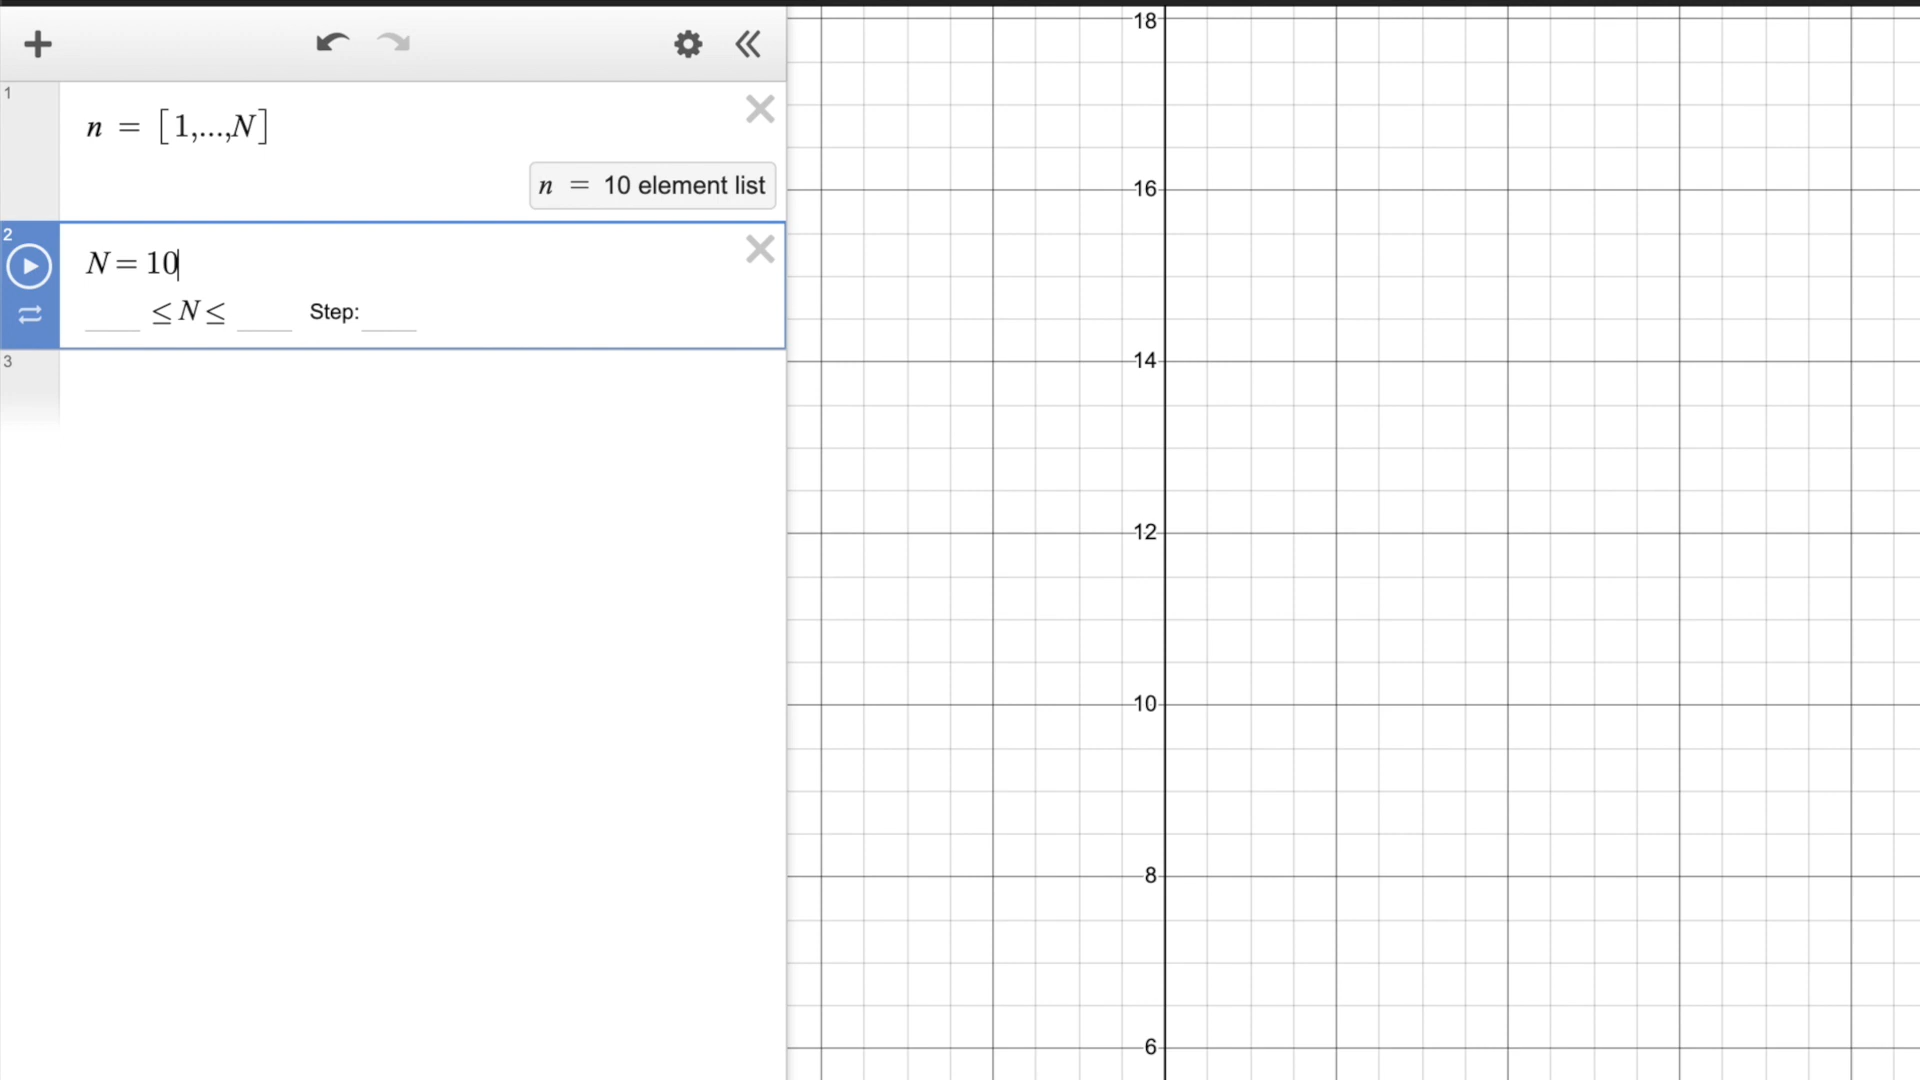 1
n = [1,...,N]
n = 10 element list
2
N = 10
≤ N ≤ Step:
3
18
16
14
12
10
8
6